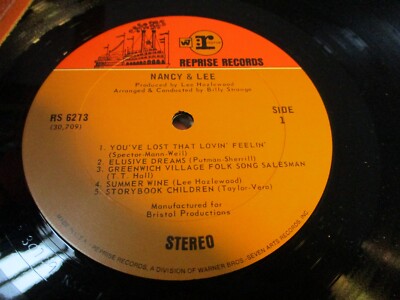 W7
r:
REPRISE RECORDS
NANCY & LEE
Produced by Lee Hazlewood
Arranged & Conducted by Billy Strange
RS 6273
(30,709)
SIDE
1
1. YOU'VE LOST THAT LOVIN' FEELIN'
(Spector-Mann-Weil)
2. ELUSIVE DREAMS (Putman-Sherrill)
3. GREENWICH VILLAGE FOLK SONG SALESMAN
(T.T. Hall)
4. SUMMER WINE (Lee Hazlewood)
5. STORYBOOK CHILDREN (Taylor-Vern)
Manufactured for
Bristol Productions
STEREO
REPRISE RECORDS, A DIVISION OF WARNER BROS.-SEVEN ARTS RECORDS, INC.